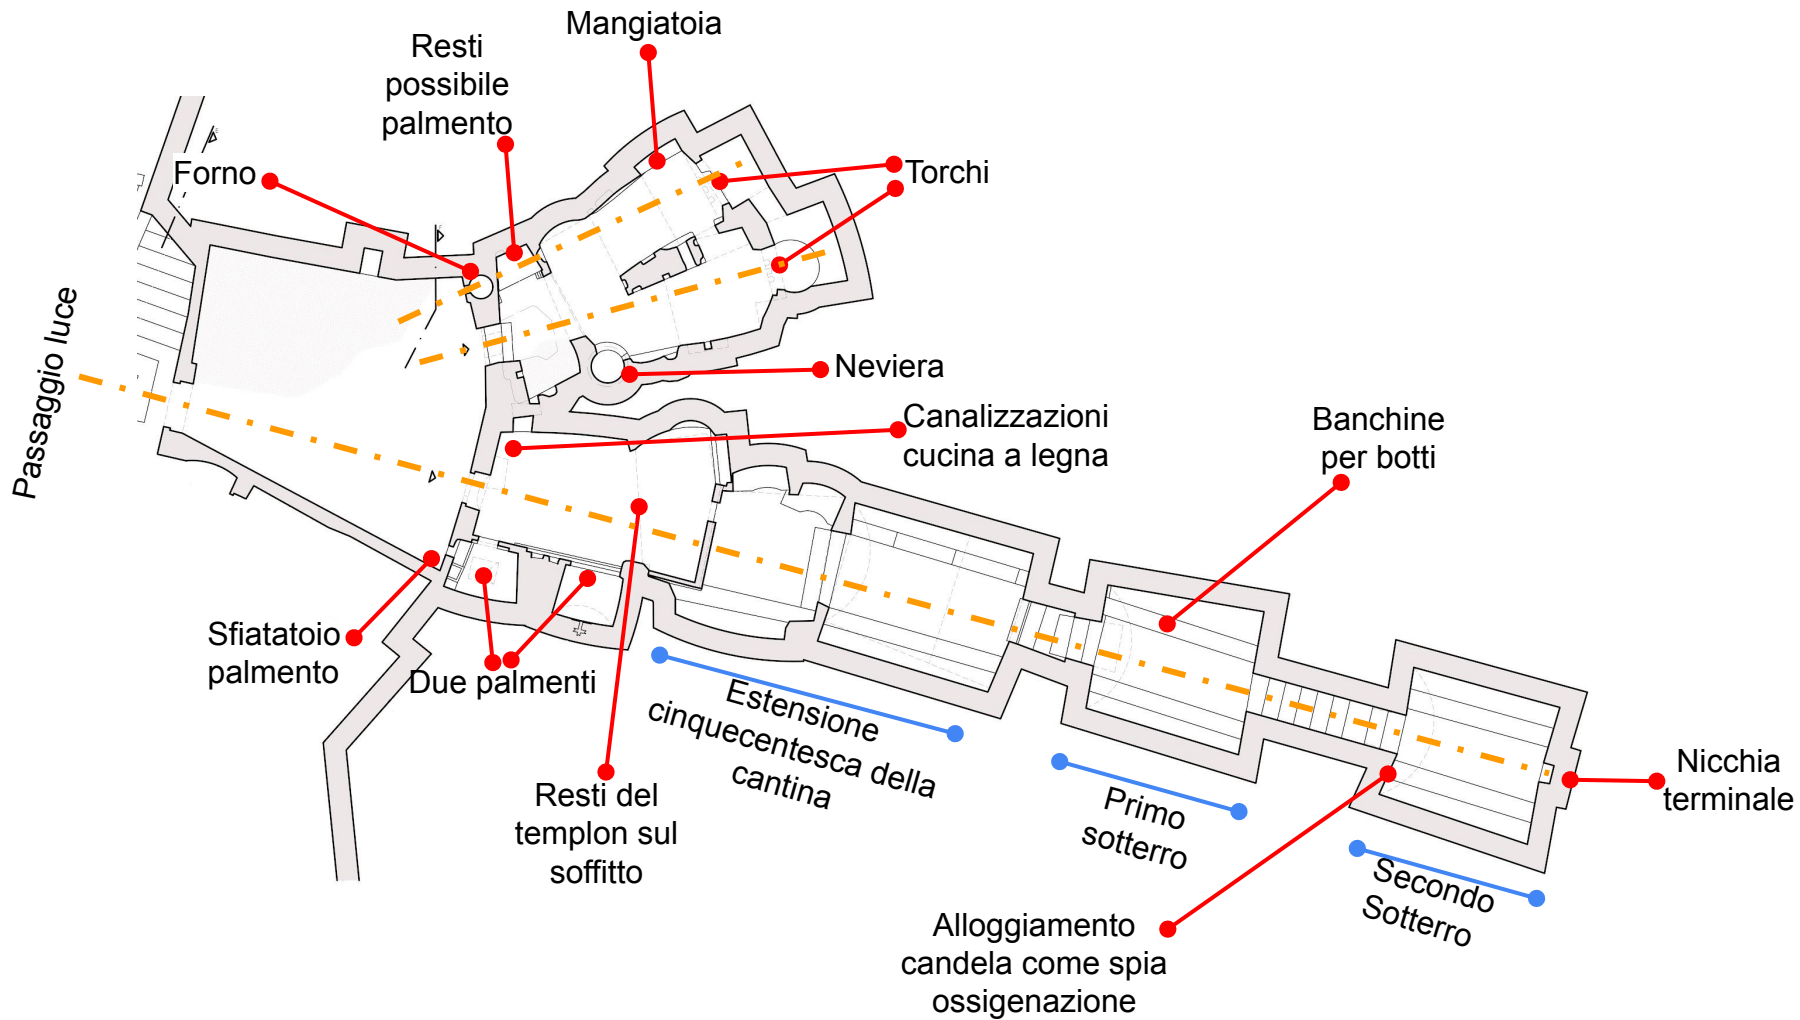 Mangiatoia
Resti
possibile
palmento
Forno
Torchi
Passaggio luce
Neviera
Canalizzazioni
cucina a legna
Banchine
per botti
Sfiatatoio
palmento
Due palmenti
Estensione
cinquecentesca della
cantina
Resti del
templon sul
soffitto
Primo
sotterro
Nicchia
terminale
Secondo
Sotterro
Alloggiamento
candela come spia
ossigenazione